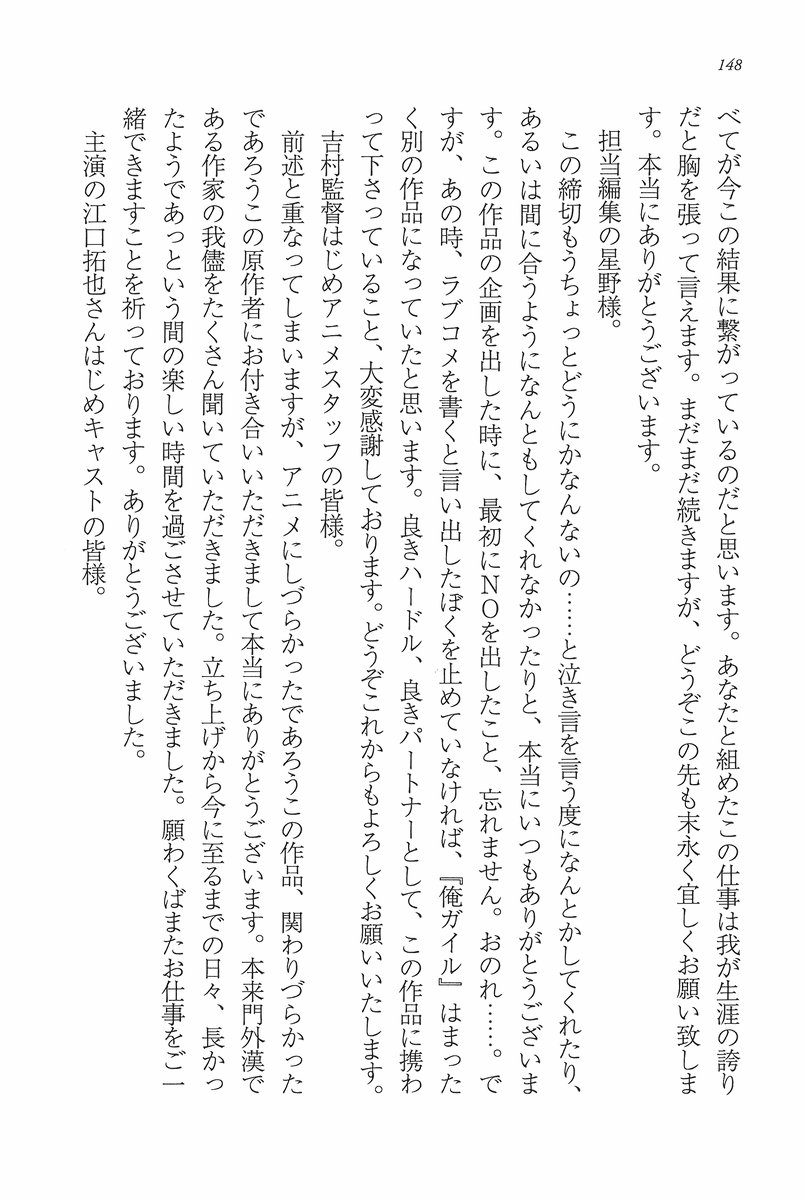 148
べてが今この結果に繋がっているのだと思います。あなたと組めたこの仕事は我が生涯の誇り
だと胸を張って言えます。まだまだ続きますが、どうぞこの先も末永く宜しくお願い致しま
す。本当にありがとうございます。
担当編集の星野様。
この締切もうちょっとどうにかなんないの……と泣き言を言う度になんとかしてくれたり、
あるいは間に合うようになんともしてくれなかったりと、本当にいつもありがとうございま
す。この作品の企画を出した時に、最初にNOを出したこと、忘れません。おのれ……。で
すが、あの時、ラブコメを書くと言い出したぼくを止めていなければ、『俺ガイル』はまった
く別の作品になっていたと思います。良きハードル、良きパートナーとして、この作品に携わ
って下さっていること、大変感謝しております。どうぞこれからもよろしくお願いいたします。
吉村監督はじめアニメスタッフの皆様。
前述と重なってしまいますが、アニメにしづらかったであろうこの作品、関わりづらかった
であろうこの原作者にお付き合いいただきまして本当にありがとうございます。本来門外漢で
ある作家の我儘をたくさん聞いていただきました。立ち上げから今に至るまでの日々、長かっ
たようであっという間の楽しい時間を過ごさせていただきました。願わくばまたお仕事をご一
緒できますことを祈っております。ありがとうございました。
主演の江口拓也さんはじめキャストの皆様。